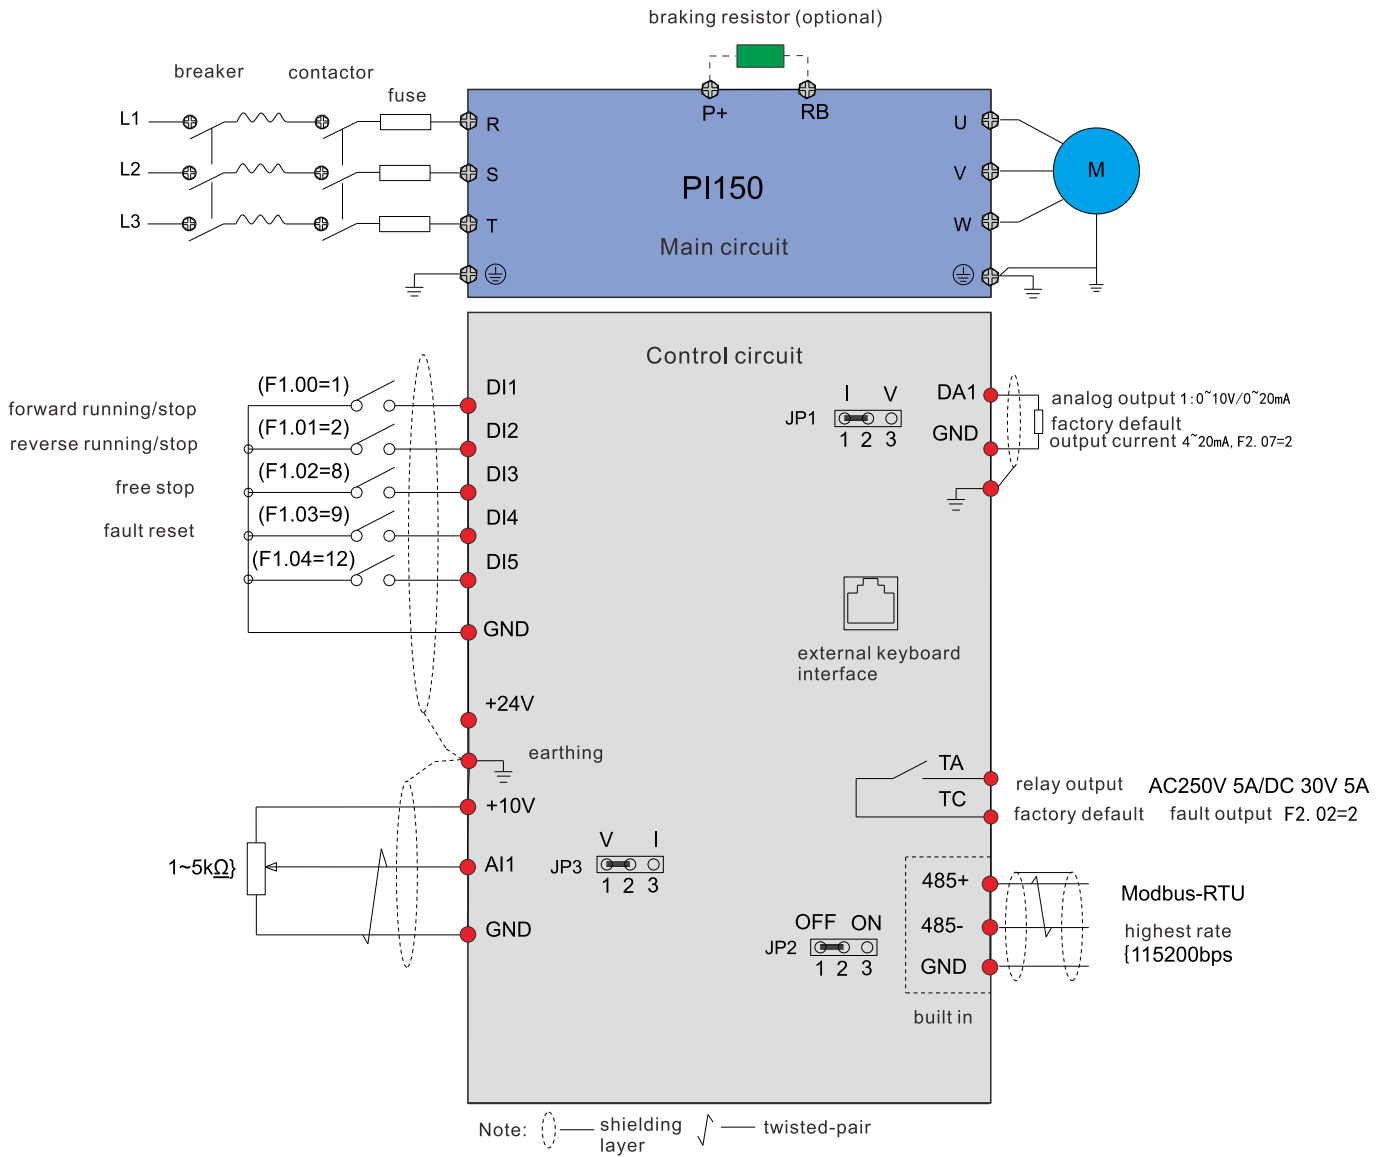 braking resistor (optional)
breaker
contactor
fuse
L1
L2
L3
R
S
T
P+
RB
PI150
Main circuit
U
V
W
M
Control circuit
forward running/stop
(F1.00=1)
DI1
reverse running/stop
(F1.01=2)
DI2
free stop
(F1.02=8)
DI3
fault reset
(F1.03=9)
DI4
(F1.04=12)
DI5
GND
+24V
earthing
+10V
1~5kΩ}
AI1
GND
V I
JP3
1 2 3
I V
JP1
1 2 3
DA1
GND
analog output 1:0~10V/0~20mA
factory default
output current 4~20mA, F2. 07=2
external keyboard
interface
TA
TC
relay output AC250V 5A/DC 30V 5A
factory default fault output F2. 02=2
OFF ON
JP2
1 2 3
485+
485-
GND
built in
Modbus-RTU
highest rate
{115200bps
Note: shielding
layer
twisted-pair